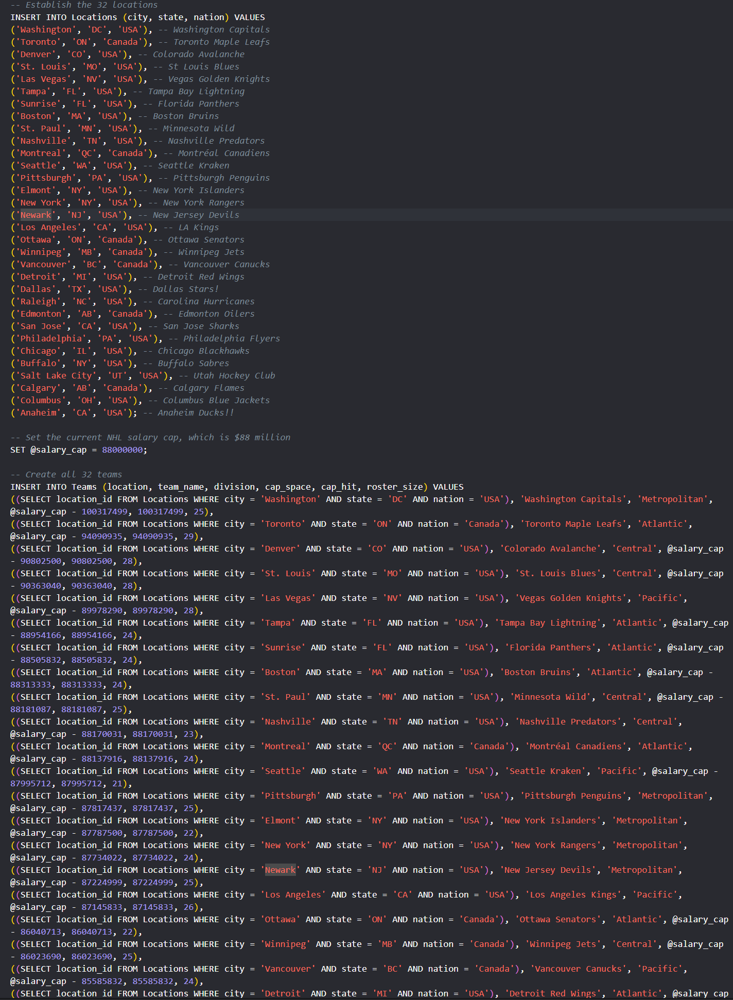 -- Establish the 32 locations
INSERT INTO Locations (city, state, nation) VALUES
('Washington', 'DC', 'USA'), -- Washington Capitals
('Toronto', 'ON', 'Canada'), -- Toronto Maple Leafs
('Denver', 'CO', 'USA'), -- Colorado Avalanche
('St. Louis', 'MO', 'USA'), -- St Louis Blues
('Las Vegas', 'NV', 'USA'), -- Vegas Golden Knights
('Tampa', 'FL', 'USA'), -- Tampa Bay Lightning
('Sunrise', 'FL', 'USA'), -- Florida Panthers
('Boston', 'MA', 'USA'), -- Boston Bruins
('St. Paul', 'MN', 'USA'), -- Minnesota Wild
('Nashville', 'TN', 'USA'), -- Nashville Predators
('Montreal', 'QC', 'Canada'), -- Montréal Canadiens
('Seattle', 'WA', 'USA'), -- Seattle Kraken
('Pittsburgh', 'PA', 'USA'), -- Pittsburgh Penguins
('Elmont', 'NY', 'USA'), -- New York Islanders
('New York', 'NY', 'USA'), -- New York Rangers
('Newark', 'NJ', 'USA'), -- New Jersey Devils
('Los Angeles', 'CA', 'USA'), -- LA Kings
('Ottawa', 'ON', 'Canada'), -- Ottawa Senators
('Winnipeg', 'MB', 'Canada'), -- Winnipeg Jets
('Vancouver', 'BC', 'Canada'), -- Vancouver Canucks
('Detroit', 'MI', 'USA'), -- Detroit Red Wings
('Dallas', 'TX', 'USA'), -- Dallas Stars!
('Raleigh', 'NC', 'USA'), -- Carolina Hurricanes
('Edmonton', 'AB', 'Canada'), -- Edmonton Oilers
('San Jose', 'CA', 'USA'), -- San Jose Sharks
('Philadelphia', 'PA', 'USA'), -- Philadelphia Flyers
('Chicago', 'IL', 'USA'), -- Chicago Blackhawks
('Buffalo', 'NY', 'USA'), -- Buffalo Sabres
('Salt Lake City', 'UT', 'USA'), -- Utah Hockey Club
('Calgary', 'AB', 'Canada'), -- Calgary Flames
('Columbus', 'OH', 'USA'), -- Columbus Blue Jackets
('Anaheim', 'CA', 'USA'); -- Anaheim Ducks!!
-- Set the current NHL salary cap, which is $88 million
SET @salary_cap = 88000000;
-- Create all 32 teams
INSERT INTO Teams (location, team_name, division, cap_space, cap_hit, roster_size) VALUES
((SELECT location_id FROM Locations WHERE city = 'Washington' AND state = 'DC' AND nation = 'USA'), 'Washington Capitals', 'Metropolitan',
@salary_cap - 100317499, 100317499, 25),
((SELECT location_id FROM Locations WHERE city = 'Toronto' AND state = 'ON' AND nation = 'Canada'), 'Toronto Maple Leafs', 'Atlantic',
@salary_cap - 94090935, 94090935, 29),
((SELECT location_id FROM Locations WHERE city = 'Denver' AND state = 'CO' AND nation = 'USA'), 'Colorado Avalanche', 'Central', @salary_cap
- 90802500, 90802500, 28),
((SELECT location_id FROM Locations WHERE city = 'St. Louis' AND state = 'MO' AND nation = 'USA'), 'St. Louis Blues', 'Central', @salary_cap
- 90363040, 90363040, 28),
((SELECT location_id FROM Locations WHERE city = 'Las Vegas' AND state = 'NV' AND nation = 'USA'), 'Vegas Golden Knights', 'Pacific',
@salary_cap - 89978290, 89978290, 28),
((SELECT location_id FROM Locations WHERE city = 'Tampa' AND state = 'FL' AND nation = 'USA'), 'Tampa Bay Lightning', 'Atlantic', @salary_cap
- 88954166, 88954166, 24),
((SELECT location_id FROM Locations WHERE city = 'Sunrise' AND state = 'FL' AND nation = 'USA'), 'Florida Panthers', 'Atlantic', @salary_cap
- 88505832, 88505832, 24),
((SELECT location_id FROM Locations WHERE city = 'Boston' AND state = 'MA' AND nation = 'USA'), 'Boston Bruins', 'Atlantic', @salary_cap -
88313333, 88313333, 24),
((SELECT location_id FROM Locations WHERE city = 'St. Paul' AND state = 'MN' AND nation = 'USA'), 'Minnesota Wild', 'Central', @salary_cap -
88181087, 88181087, 25),
((SELECT location_id FROM Locations WHERE city = 'Nashville' AND state = 'TN' AND nation = 'USA'), 'Nashville Predators', 'Central',
@salary_cap - 88170031, 88170031, 23),
((SELECT location_id FROM Locations WHERE city = 'Montreal' AND state = 'QC' AND nation = 'Canada'), 'Montréal Canadiens', 'Atlantic',
@salary_cap - 88137916, 88137916, 24),
((SELECT location_id FROM Locations WHERE city = 'Seattle' AND state = 'WA' AND nation = 'USA'), 'Seattle Kraken', 'Pacific', @salary_cap -
87995712, 87995712, 21),
((SELECT location_id FROM Locations WHERE city = 'Pittsburgh' AND state = 'PA' AND nation = 'USA'), 'Pittsburgh Penguins', 'Metropolitan',
@salary_cap - 87817437, 87817437, 25),
((SELECT location_id FROM Locations WHERE city = 'Elmont' AND state = 'NY' AND nation = 'USA'), 'New York Islanders', 'Metropolitan',
@salary_cap - 87787500, 87787500, 22),
((SELECT location_id FROM Locations WHERE city = 'New York' AND state = 'NY' AND nation = 'USA'), 'New York Rangers', 'Metropolitan',
@salary_cap - 87734022, 87734022, 24),
((SELECT location_id FROM Locations WHERE city = 'Newark' AND state = 'NJ' AND nation = 'USA'), 'New Jersey Devils', 'Metropolitan',
@salary_cap - 87224999, 87224999, 25),
((SELECT location_id FROM Locations WHERE city = 'Los Angeles' AND state = 'CA' AND nation = 'USA'), 'Los Angeles Kings', 'Pacific',
@salary_cap - 87145833, 87145833, 26),
((SELECT location_id FROM Locations WHERE city = 'Ottawa' AND state = 'ON' AND nation = 'Canada'), 'Ottawa Senators', 'Atlantic', @salary_cap
- 86040713, 86040713, 22),
((SELECT location_id FROM Locations WHERE city = 'Winnipeg' AND state = 'MB' AND nation = 'Canada'), 'Winnipeg Jets', 'Central', @salary_cap
- 86023690, 86023690, 25),
((SELECT location_id FROM Locations WHERE city = 'Vancouver' AND state = 'BC' AND nation = 'Canada'), 'Vancouver Canucks', 'Pacific',
@salary_cap - 85585832, 85585832, 24),
((SELECT location_id FROM Locations WHERE city = 'Detroit' AND state = 'MI' AND nation = 'USA'), 'Detroit Red Wings', 'Atlantic', @salary_cap